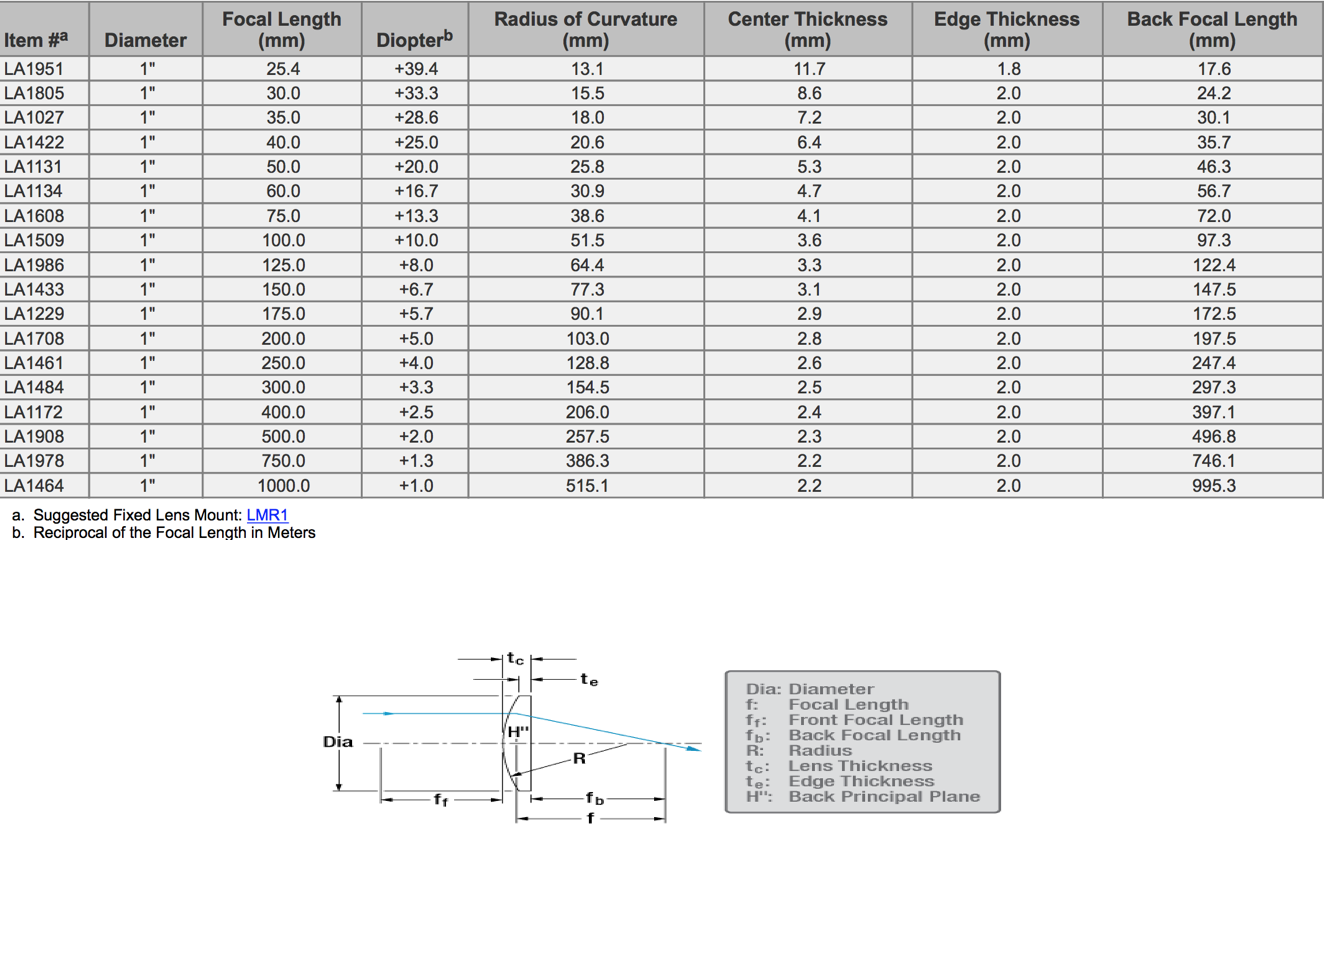 Item #a Diameter Focal Length (mm) Diopterb Radius of Curvature (mm) Center Thickness (mm) Edge Thickness (mm) Back Focal Length (mm)
LA1951 1" 25.4 +39.4 13.1 11.7 1.8 17.6
LA1805 1" 30.0 +33.3 15.5 8.6 2.0 24.2
LA1027 1" 35.0 +28.6 18.0 7.2 2.0 30.1
LA1422 1" 40.0 +25.0 20.6 6.4 2.0 35.7
LA1131 1" 50.0 +20.0 25.8 5.3 2.0 46.3
LA1134 1" 60.0 +16.7 30.9 4.7 2.0 56.7
LA1608 1" 75.0 +13.3 38.6 4.1 2.0 72.0
LA1509 1" 100.0 +10.0 51.5 3.6 2.0 97.3
LA1986 1" 125.0 +8.0 64.4 3.3 2.0 122.4
LA1433 1" 150.0 +6.7 77.3 3.1 2.0 147.5
LA1229 1" 175.0 +5.7 90.1 2.9 2.0 172.5
LA1708 1" 200.0 +5.0 103.0 2.8 2.0 197.5
LA1461 1" 250.0 +4.0 128.8 2.6 2.0 247.4
LA1484 1" 300.0 +3.3 154.5 2.5 2.0 297.3
LA1172 1" 400.0 +2.5 206.0 2.4 2.0 397.1
LA1908 1" 500.0 +2.0 257.5 2.3 2.0 496.8
LA1978 1" 750.0 +1.3 386.3 2.2 2.0 746.1
LA1464 1" 1000.0 +1.0 515.1 2.2 2.0 995.3
a. Suggested Fixed Lens Mount: LMR1
b. Reciprocal of the Focal Length in Meters
tc
te
H"
Dia
R
ff
fb
f
Dia: Diameter
f: Focal Length
ff: Front Focal Length
fb: Back Focal Length
R: Radius
tc: Lens Thickness
te: Edge Thickness
H": Back Principal Plane